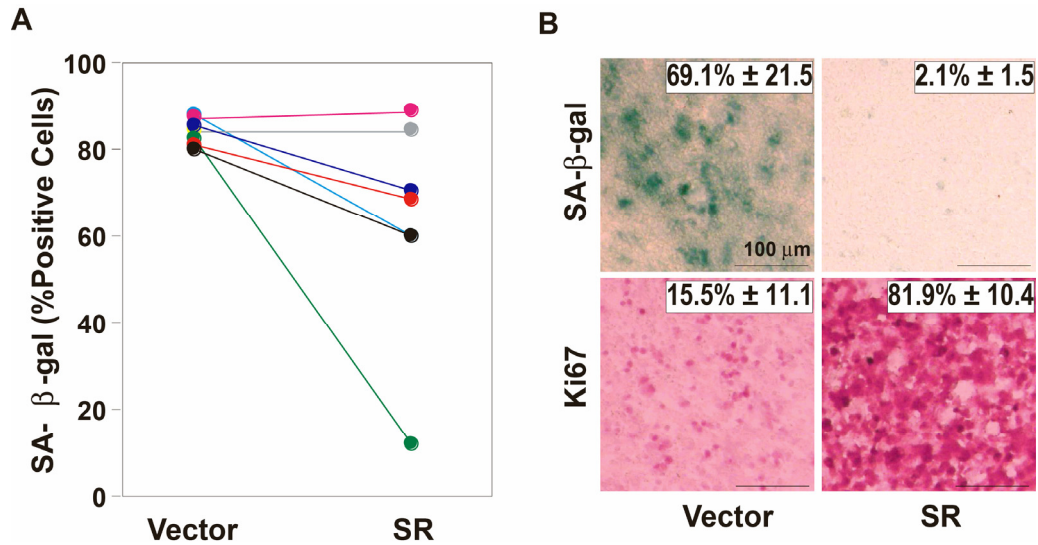 A
SA- β -gal (%Positive Cells)
100
80
60
40
20
0
Vector
SR
B
SA-β-gal
69.1% ± 21.5
2.1% ± 1.5
100 μm
Ki67
15.5% ± 11.1
81.9% ± 10.4
Vector
SR